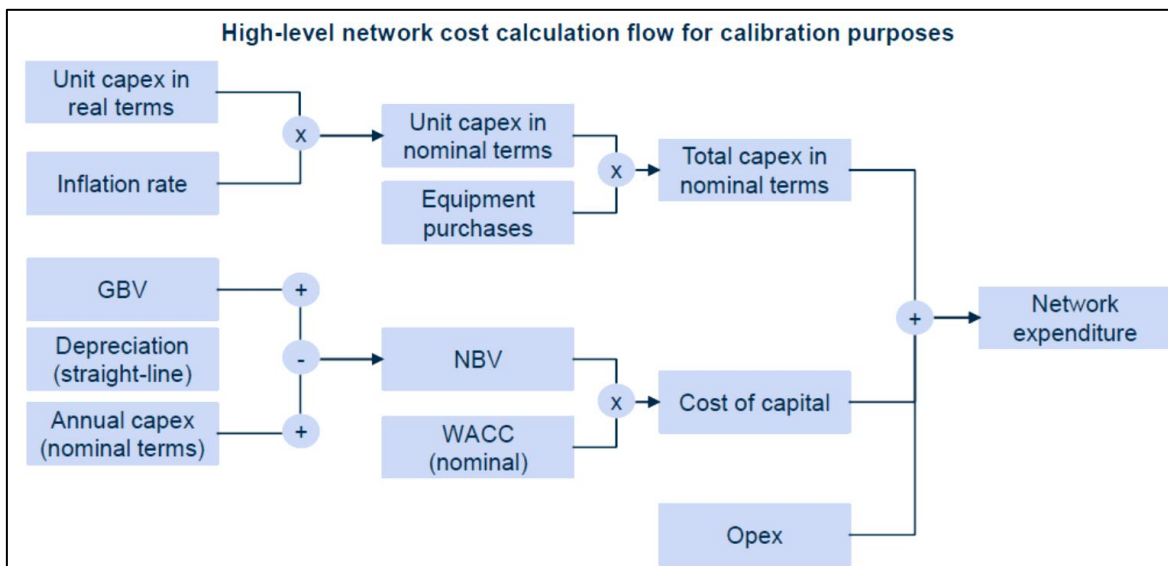 High-level network cost calculation flow for calibration purposes
Unit capex in
real terms
x
Inflation rate
Unit capex in
nominal terms
x
Equipment
purchases
Total capex in
nominal terms
GBV
+
Depreciation
(straight-line)
-
Annual capex
(nominal terms)
+
NBV
x
WACC
(nominal)
Cost of capital
Opex
+
Network
expenditure